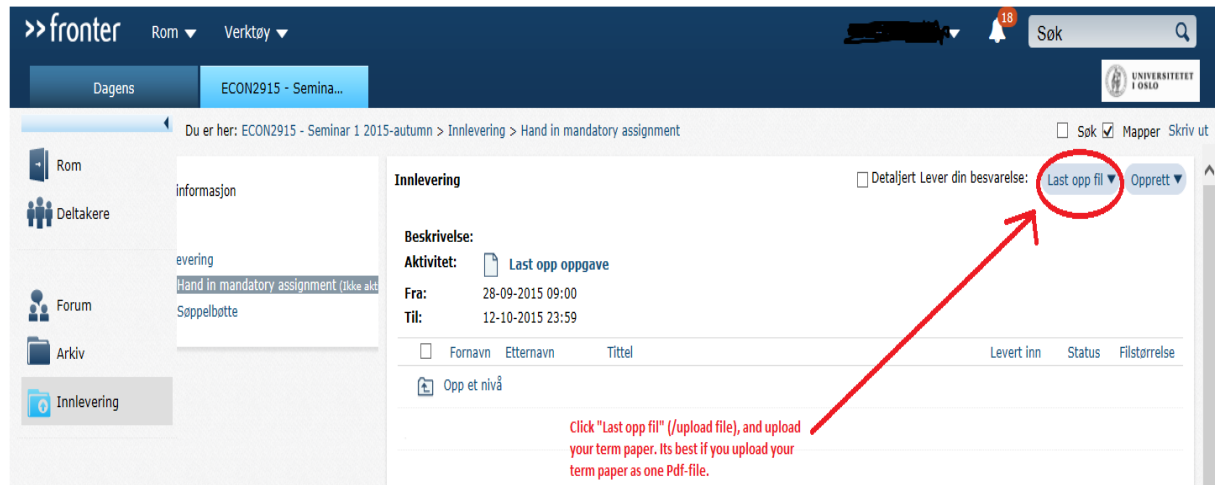 >>fronter Rom ▼ Verktøy ▼ 18 Søk
Dagens ECON2915 - Semina... UNIVERSITETET
I OSLO
Du er her: ECON2915 - Seminar 1 2015-autumn > Innlevering > Hand in mandatory assignment Søk Mapper Skriv ut
Rom
Deltakere
Forum
Arkiv
Innlevering
informasjon
evering
Hand in mandatory assignment (Ikke akt
Søppelbøtte
Innlevering Detaljert Lever din besvarelse: Last opp fil ▼ Opprett ▼
Beskrivelse:
Aktivitet: Last opp oppgave
Fra: 28-09-2015 09:00
Til: 12-10-2015 23:59
Fornavn Etternavn Tittel Levert inn Status Filstørrelse
Opp et nivå
Click "Last opp fil" (/upload file), and upload
your term paper. Its best if you upload your
term paper as one Pdf-file.